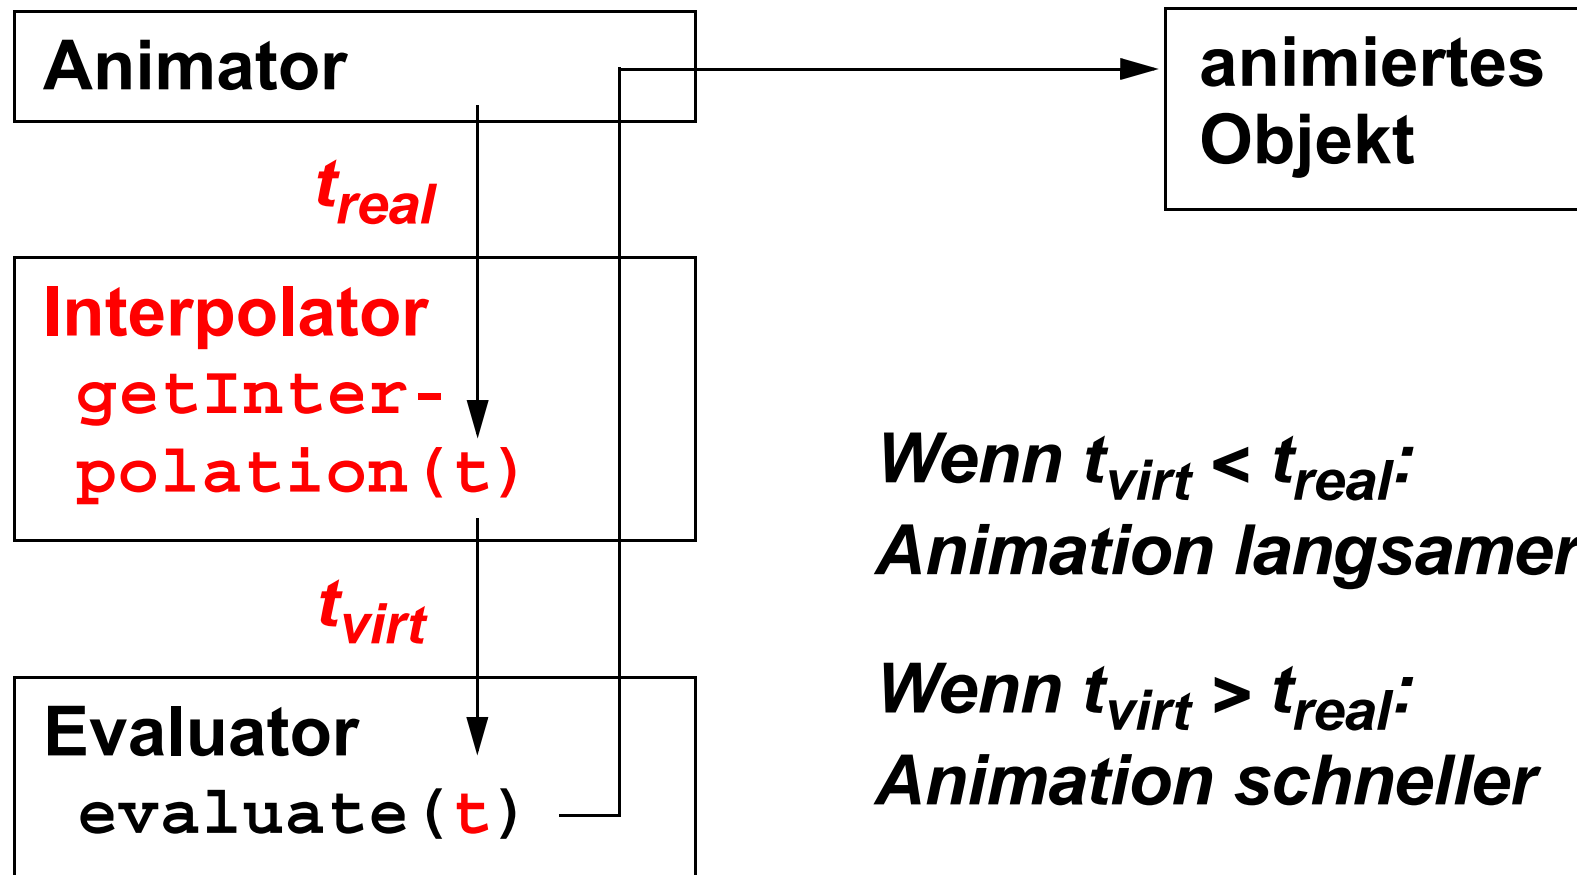 Animator
animiertes
Objekt
t_real
Interpolator
getInter-
polation(t)
t_virt
Evaluator
evaluate(t)
Wenn t_virt < t_real:
Animation langsamer
Wenn t_virt > t_real:
Animation schneller